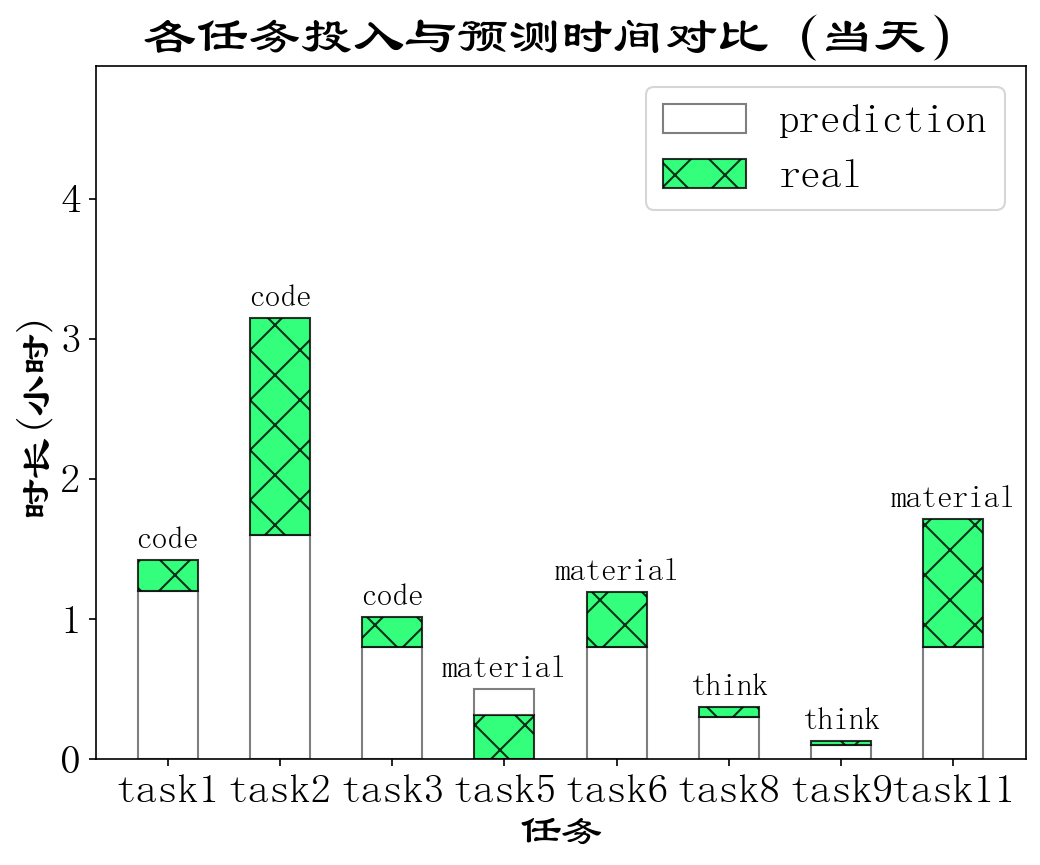 各任务投入与预测时间对比 (当天)
prediction
real
时长(小时)
4
3
2
1
0
code
code
code
material
material
think
think
material
task1 task2 task3 task5 task6 task8 task9 task11
任务